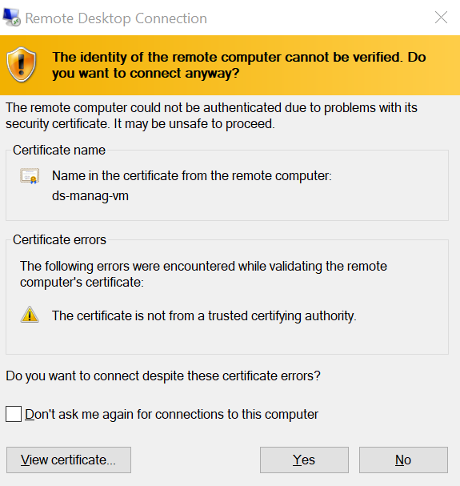 Remote Desktop Connection
The identity of the remote computer cannot be verified. Do
you want to connect anyway?
The remote computer could not be authenticated due to problems with its
security certificate. It may be unsafe to proceed.
Certificate name
Name in the certificate from the remote computer:
ds-manag-vm
Certificate errors
The following errors were encountered while validating the remote
computer's certificate:
The certificate is not from a trusted certifying authority.
Do you want to connect despite these certificate errors?
Don't ask me again for connections to this computer
View certificate...
Yes
No